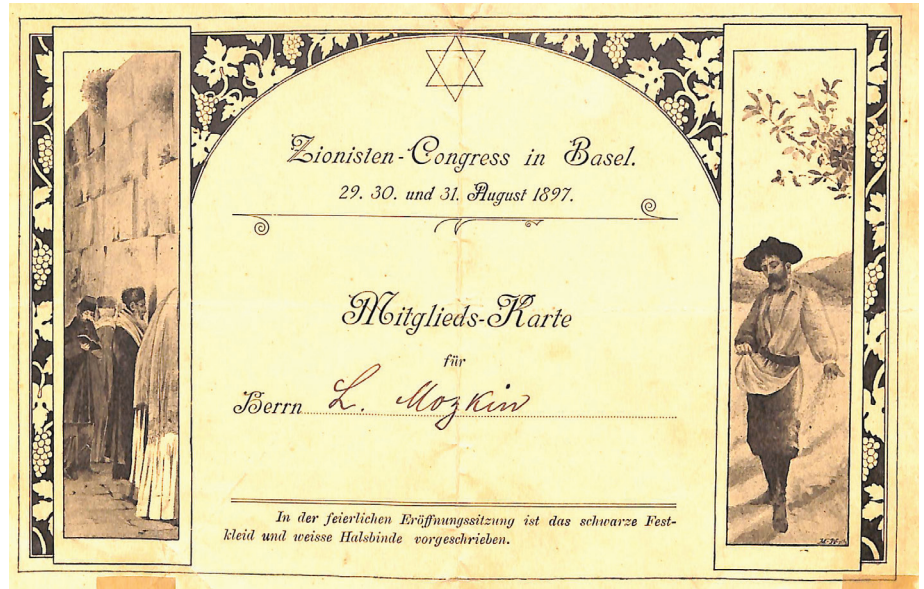 Zionisten-Congress in Basel.
29. 30. und 31. August 1897.
Mitglieds-Karte
für
Herrn L. Mozkin
In der feierlichen Eröffnungssitzung ist das schwarze Fest-
kleid und weisse Halsbinde vorgeschrieben.